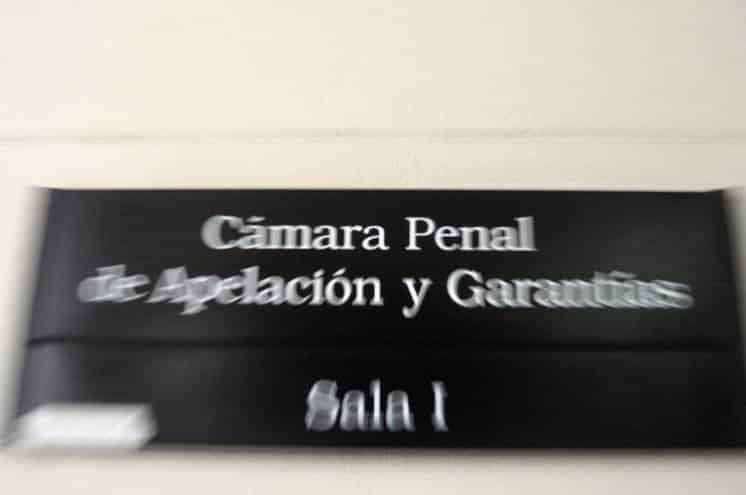 Cámara Penal
de Apelación y Garantías
Sala I